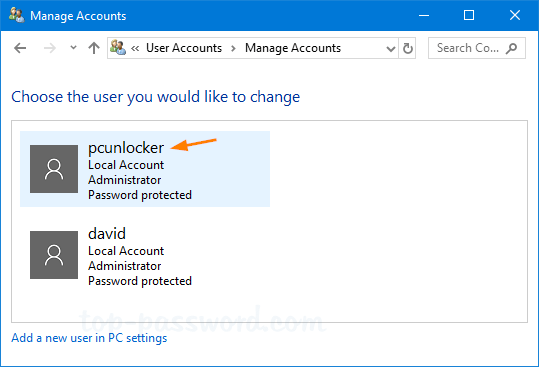 Manage Accounts
« User Accounts > Manage Accounts
Search Co...
Choose the user you would like to change
pcunlocker
Local Account
Administrator
Password protected
david
Local Account
Administrator
Password protected
top-password.com
Add a new user in PC settings